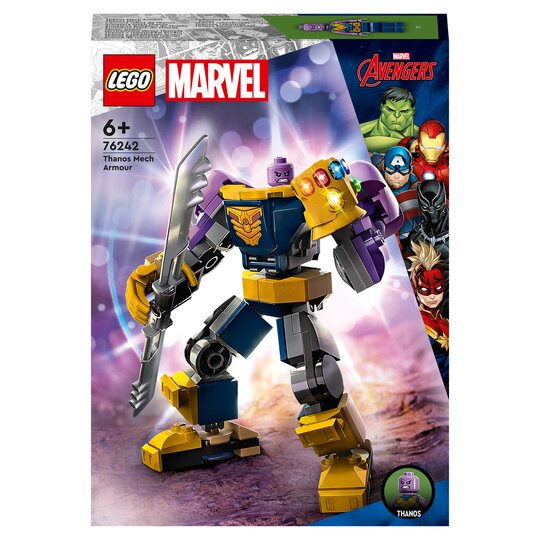 LEGO
MARVEL
MARVEL
AVENGERS
6+
76242
Thanos Mech
Armour
THANOS